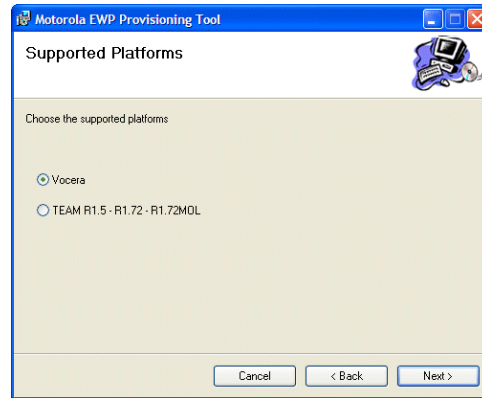 Motorola EWP Provisioning Tool
Supported Platforms
Choose the supported platforms
Vocera
TEAM R1.5 - R1.72 - R1.72MOL
Cancel
< Back
Next >